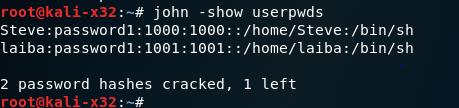 root@kali-x32:~# john -show userpwds
Steve:password1:1000:1000::/home/Steve:/bin/sh
laiba:password1:1001:1001::/home/laiba:/bin/sh

2 password hashes cracked, 1 left
root@kali-x32:~#